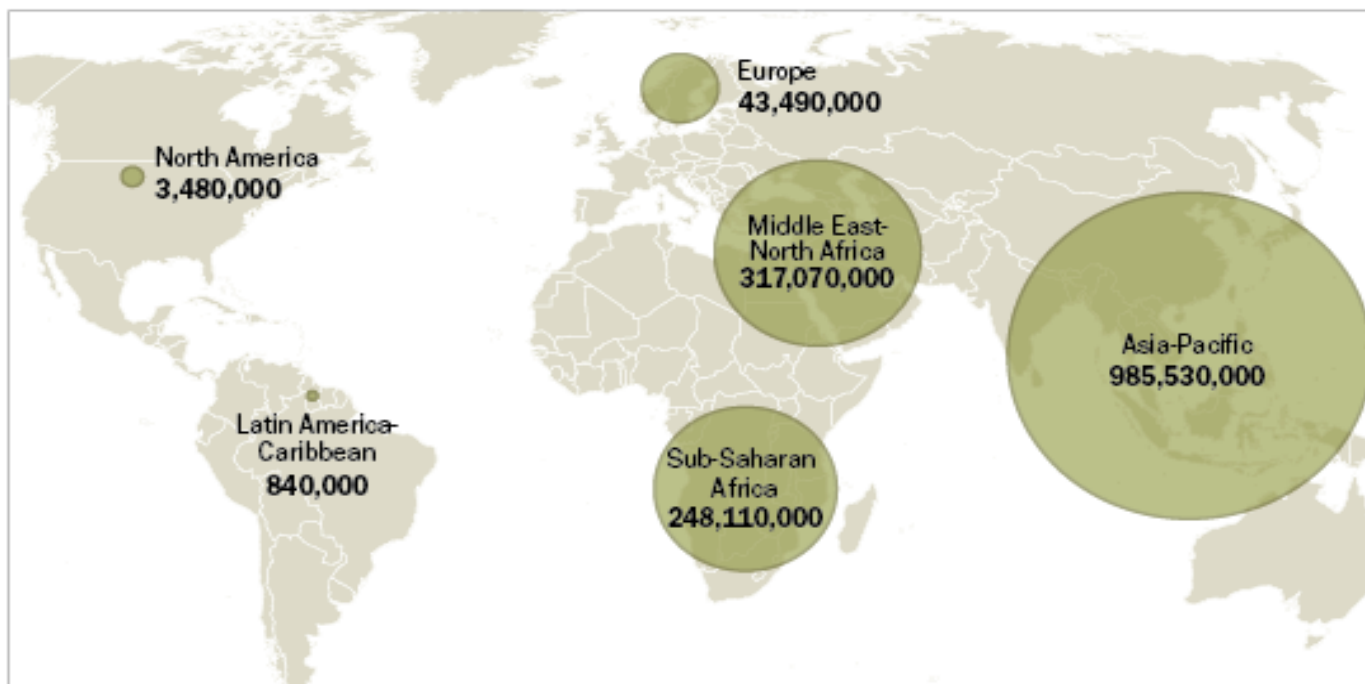 Europe
43,490,000
North America
3,480,000
Middle East-
North Africa
317,070,000
Asia-Pacific
985,530,000
Latin America-
Caribbean
840,000
Sub-Saharan
Africa
248,110,000